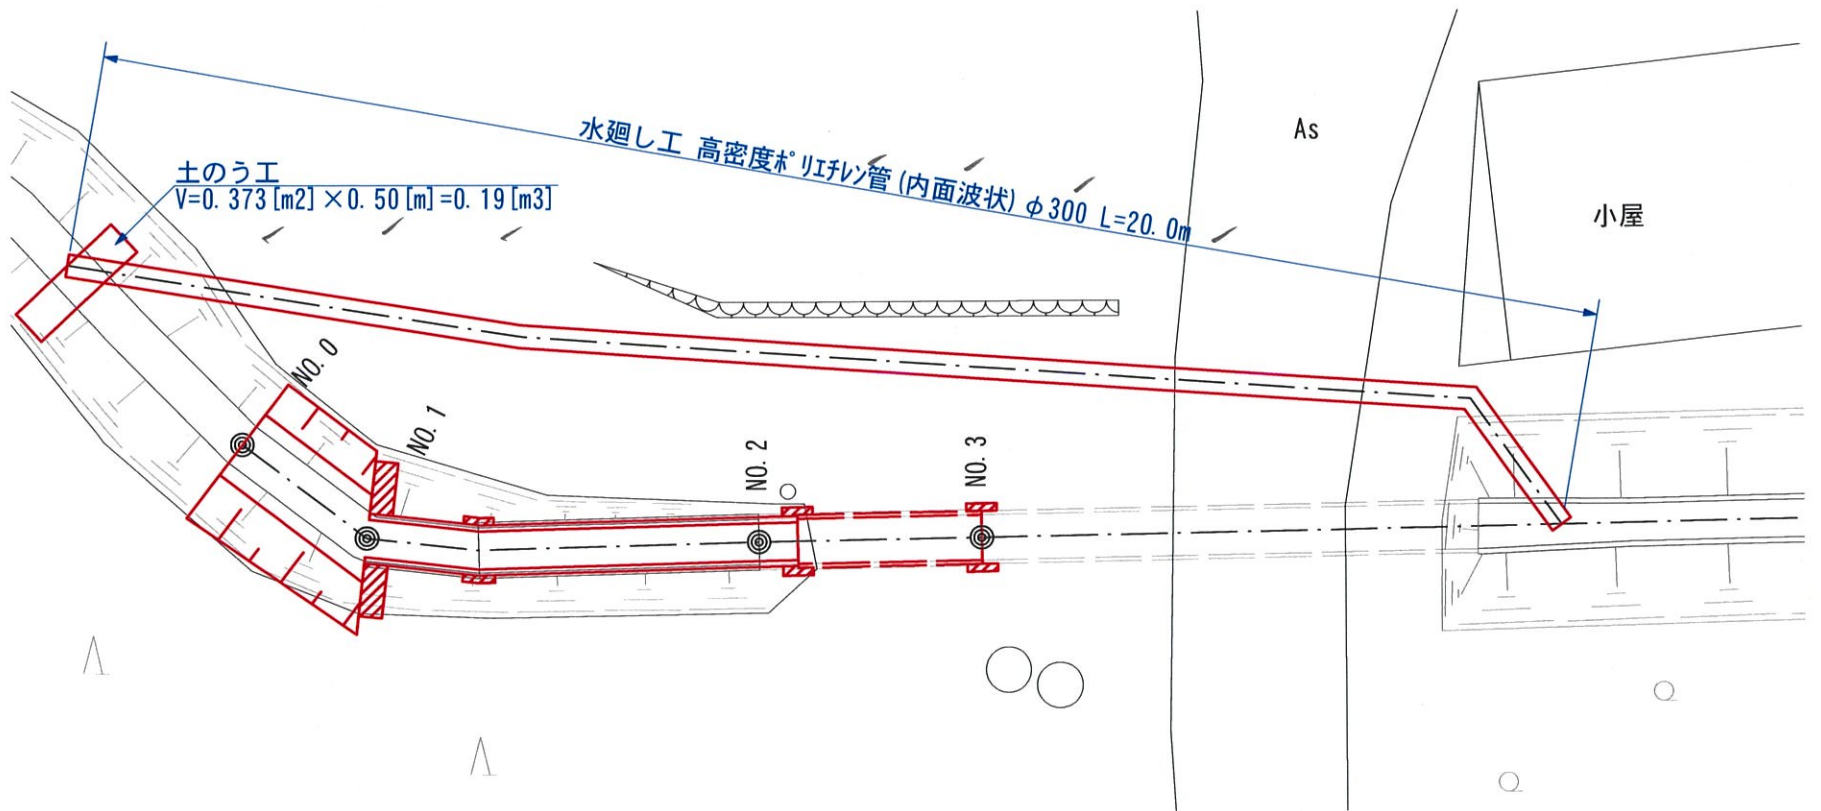 水廻し工 高密度ﾎﾟﾘｴﾁﾚﾝ管(内面波状) φ300 L=20.0m
As
土のう工
V=0.373[m2]×0.50[m]=0.19[m3]
小屋
NO.0
NO.1
NO.2
NO.3